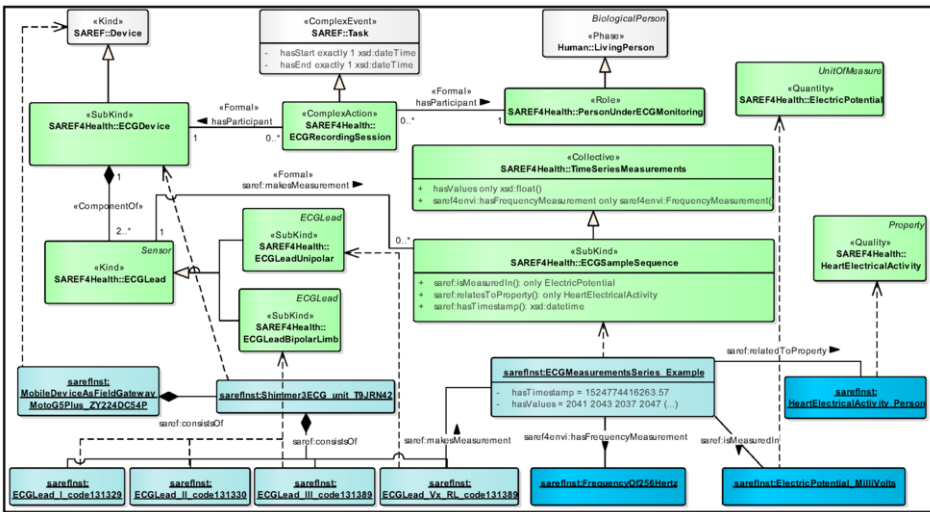 «Kind»
SAREF::Device
«ComplexEvent»
SAREF::Task
- hasStart exactly 1 xsd:dateTime
- hasEnd exactly 1 xsd:dateTime
BiologicalPerson
«Phase»
Human::LivingPerson
UnitOfMeasure
«Quantity»
SAREF4Health::ElectricPotential
«SubKind»
SAREF4Health::ECGDevice
«Formal»
hasParticipant
1
0..*
«ComplexAction»
SAREF4Health::
ECGRecordingSession
«Formal»
hasParticipant
0..*
1
«Role»
SAREF4Health::PersonUnderECGMonitoring
«Collective»
SAREF4Health::TimeSeriesMeasurements
+ hasValues only xsd:float()
+ saref4envi:hasFrequencyMeasurement only saref4envi:FrequencyMeasurement()
1
«Formal»
saref:makesMeasurement
«ComponentOf»
2..*
1
0..*
Sensor
«Kind»
SAREF4Health::ECGLead
ECGLead
«SubKind»
SAREF4Health::
ECGLeadUnipolar
ECGLead
«SubKind»
SAREF4Health::
ECGLeadBipolarLimb
«SubKind»
SAREF4Health::ECGSampleSequence
+ saref:isMeasuredIn(): only ElectricPotential
+ saref:relatesToProperty(): only HeartElectricalActivity
+ saref:hasTimestamp(): xsd:datetime
Property
«Quality»
SAREF4Health::
HeartElectricalActivity
sarefInst:
MobileDeviceAsFieldGateway
MotoG5Plus_ZY224DC54P
sarefInst:Shimmer3ECG_unit_T9JRN42
sarefInst:ECGMeasurementsSeries_Example
- hasTimestamp = 1524774416263.57
- hasValues = 2041 2043 2037 2047 (...)
saref:relatedToProperty
sarefInst:
HeartElectricalActivity_Person
saref:consistsOf
saref:consistsOf
saref:makesMeasurement
saref4envi:hasFrequencyMeasurement
saref:isMeasuredIn
sarefInst:
ECGLead_I_code131329
sarefInst:
ECGLead_II_code131330
sarefInst:
ECGLead_III_code131389
sarefInst:
ECGLead_Vx_RL_code131389
sarefInst:FrequencyOf256Hertz
sarefInst:ElectricPotential_MilliVolts